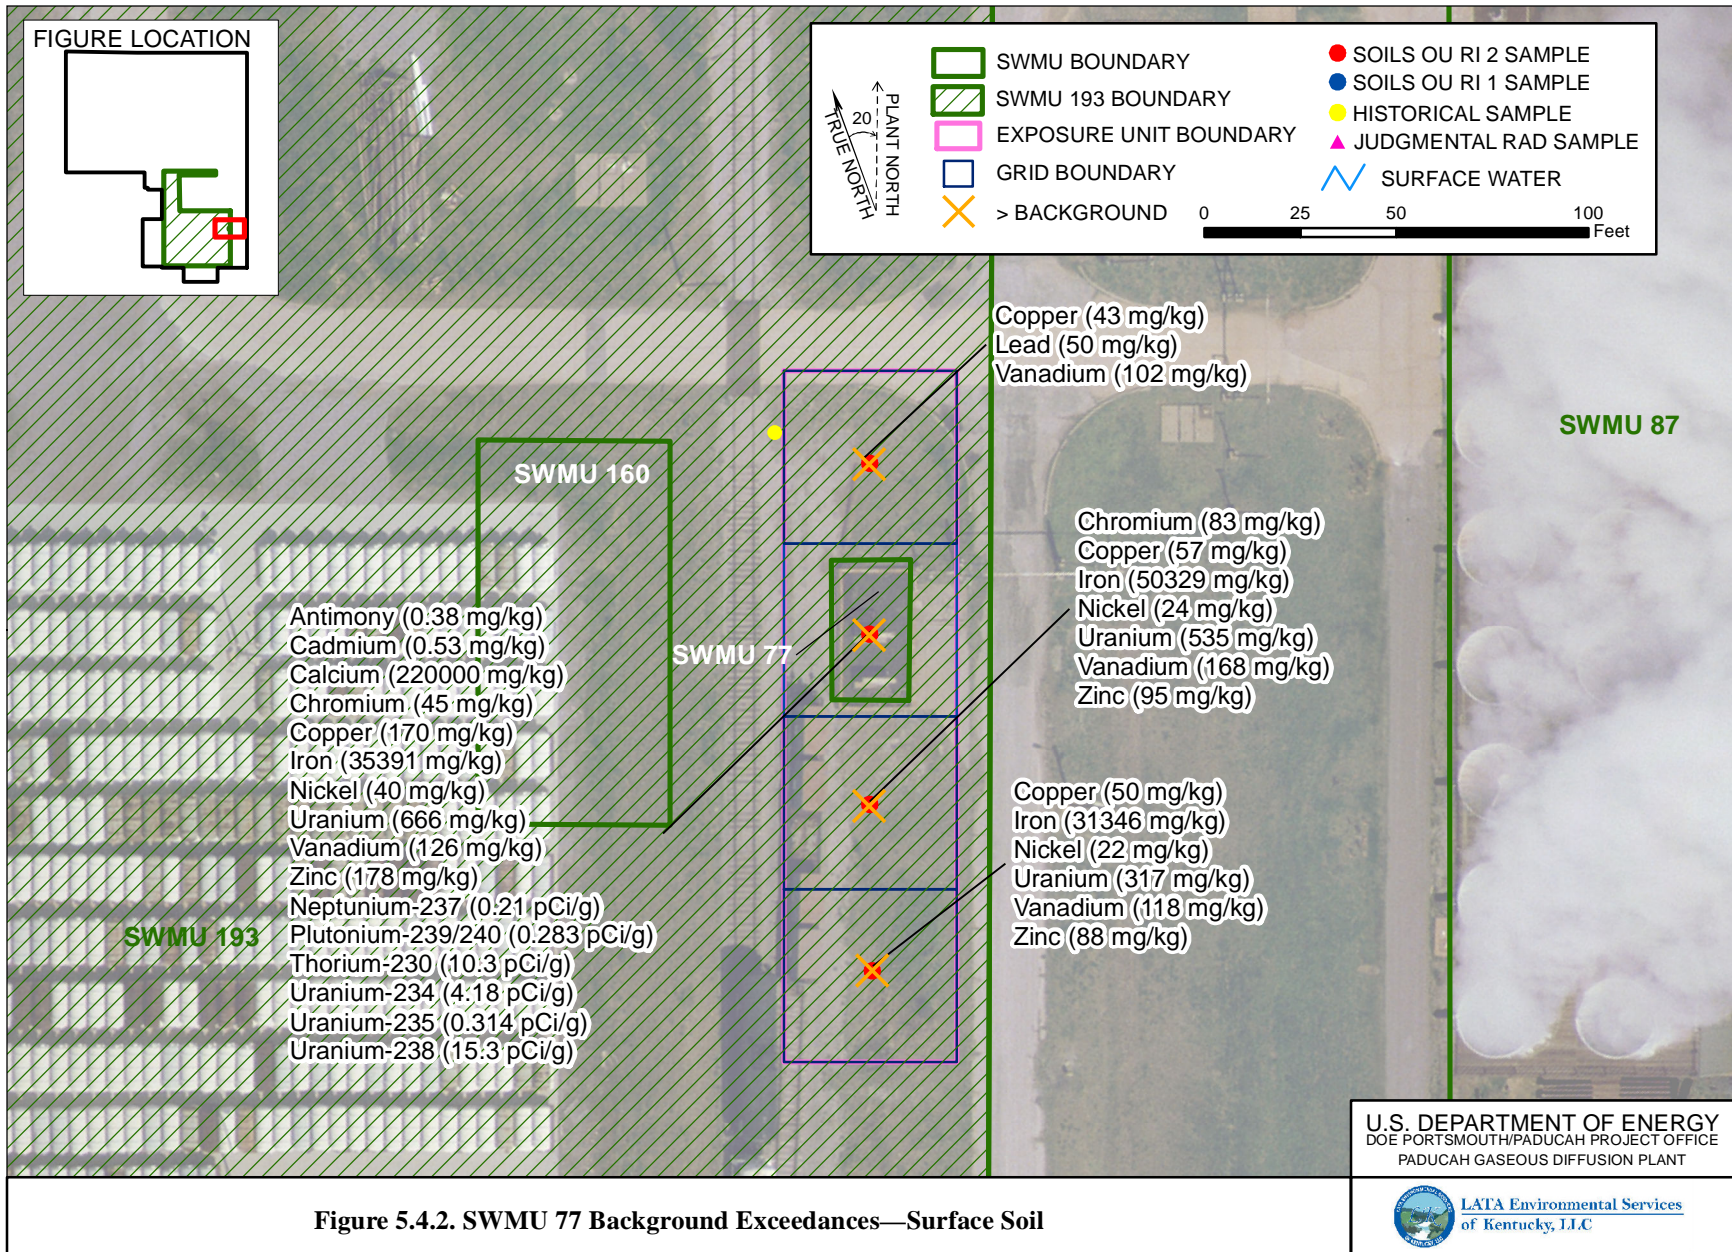 FIGURE LOCATION
TRUE NORTH
20
PLANT NORTH
SWMU BOUNDARY
SWMU 193 BOUNDARY
EXPOSURE UNIT BOUNDARY
GRID BOUNDARY
> BACKGROUND
SOILS OU RI 2 SAMPLE
SOILS OU RI 1 SAMPLE
HISTORICAL SAMPLE
JUDGMENTAL RAD SAMPLE
SURFACE WATER
0 25 50 100
Feet
Copper (43 mg/kg)
Lead (50 mg/kg)
Vanadium (102 mg/kg)
SWMU 87
SWMU 160
Chromium (83 mg/kg)
Copper (57 mg/kg)
Iron (50329 mg/kg)
Nickel (24 mg/kg)
Uranium (535 mg/kg)
Vanadium (168 mg/kg)
Zinc (95 mg/kg)
SWMU 77
Antimony (0.38 mg/kg)
Cadmium (0.53 mg/kg)
Calcium (220000 mg/kg)
Chromium (45 mg/kg)
Copper (170 mg/kg)
Iron (35391 mg/kg)
Nickel (40 mg/kg)
Uranium (666 mg/kg)
Vanadium (126 mg/kg)
Zinc (178 mg/kg)
Neptunium-237 (0.21 pCi/g)
Plutonium-239/240 (0.283 pCi/g)
Thorium-230 (10.3 pCi/g)
Uranium-234 (4.18 pCi/g)
Uranium-235 (0.314 pCi/g)
Uranium-238 (15.3 pCi/g)
SWMU 193
Copper (50 mg/kg)
Iron (31346 mg/kg)
Nickel (22 mg/kg)
Uranium (317 mg/kg)
Vanadium (118 mg/kg)
Zinc (88 mg/kg)
U.S. DEPARTMENT OF ENERGY
DOE PORTSMOUTH/PADUCAH PROJECT OFFICE
PADUCAH GASEOUS DIFFUSION PLANT
LATA Environmental Services
of Kentucky, LLC
Figure 5.4.2. SWMU 77 Background Exceedances—Surface Soil